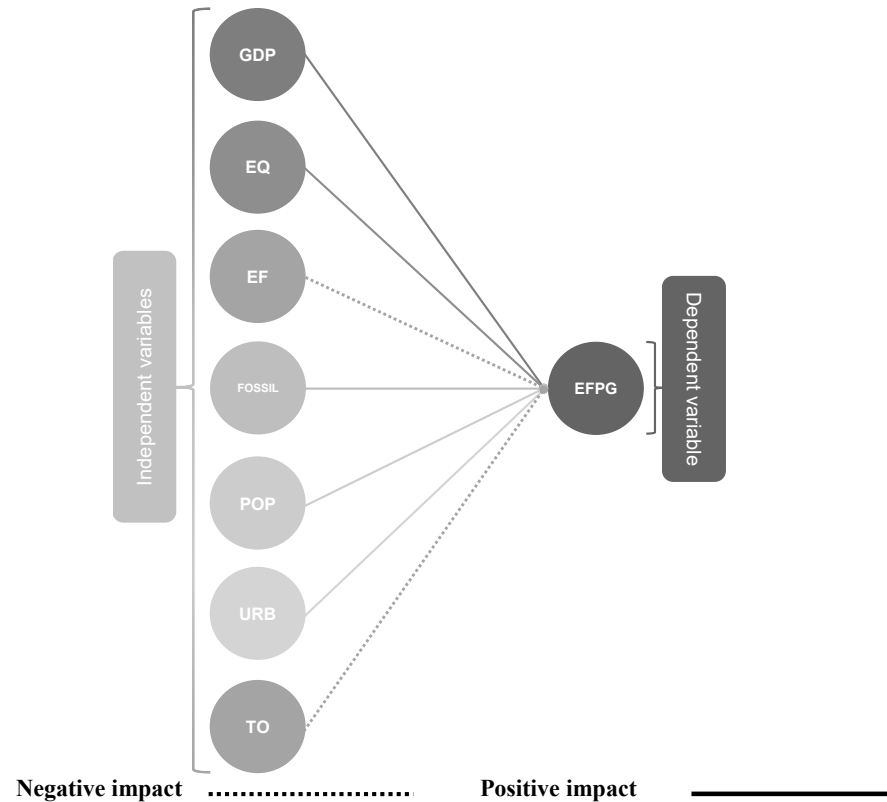 GDP
EQ
EF
FOSSIL
POP
URB
TO
Independent variables
EFPG
Dependent variable
Negative impact
Positive impact